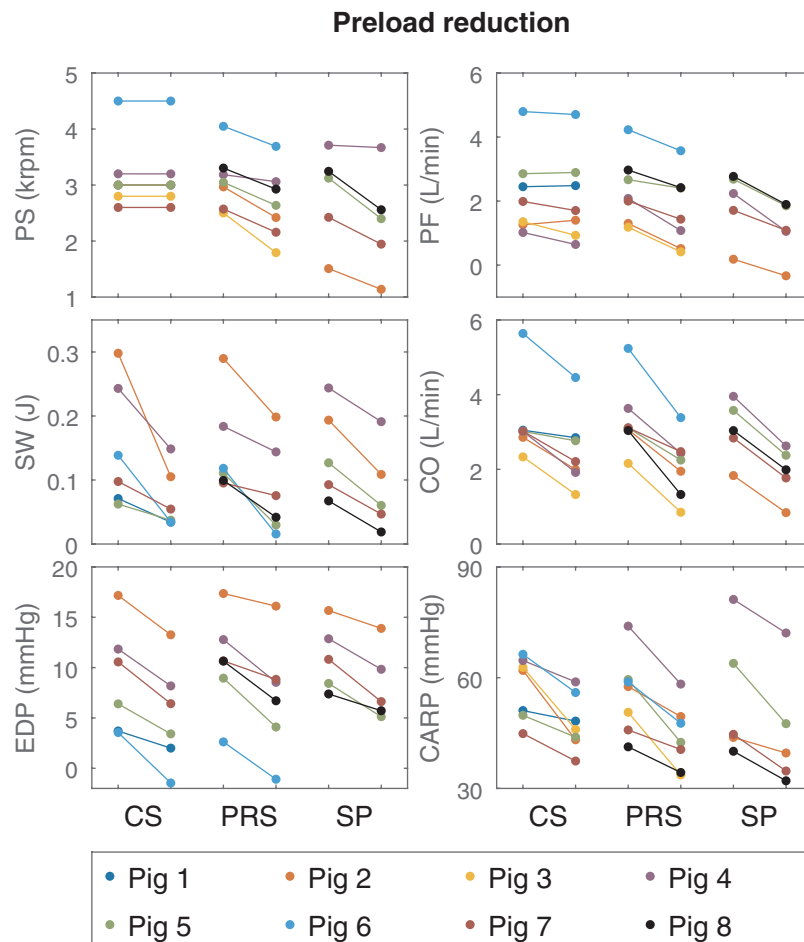 Preload reduction
PS (krpm)
5
4
3
2
1
PF (L/min)
6
4
2
0
SW (J)
0.3
0.2
0.1
0
CO (L/min)
6
4
2
0
EDP (mmHg)
20
15
10
5
0
CARP (mmHg)
90
60
30
CS PRS SP
CS PRS SP
Pig 1 Pig 2 Pig 3 Pig 4
Pig 5 Pig 6 Pig 7 Pig 8